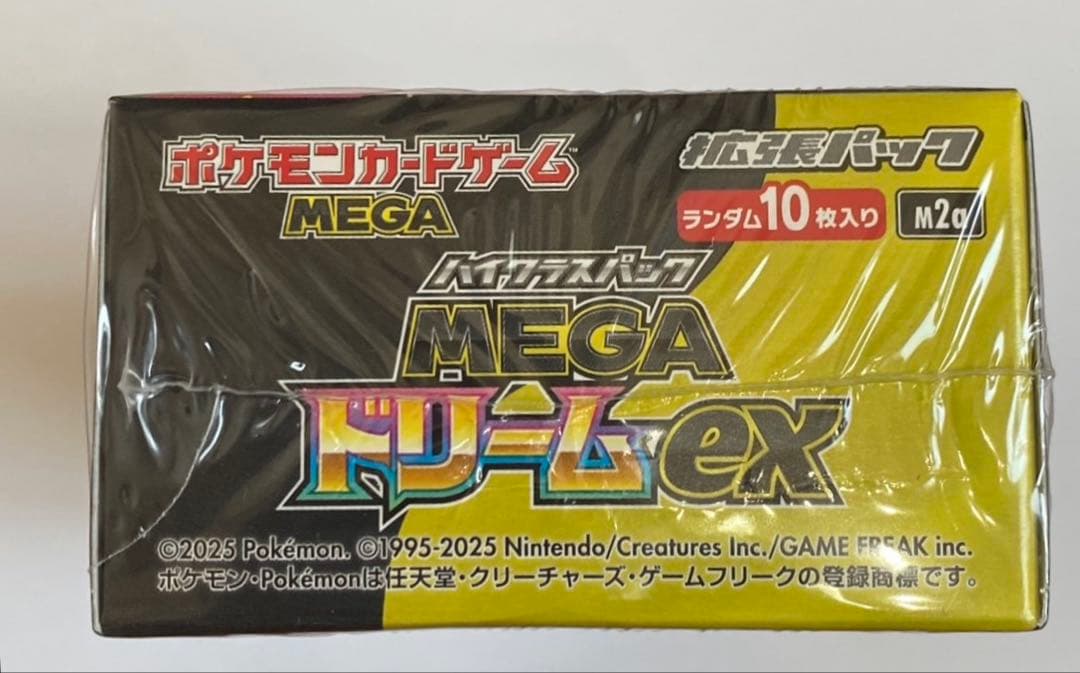 ポケモンカードゲーム™
MEGA
拡張パック
ランダム10枚入り
M2a
ハイクラスパック
MEGA
ドリームex
©2025 Pokémon. ©1995-2025 Nintendo/Creatures Inc./GAME FREAK inc.
ポケモン・Pokémonは任天堂・クリーチャーズ・ゲームフリークの登録商標です。